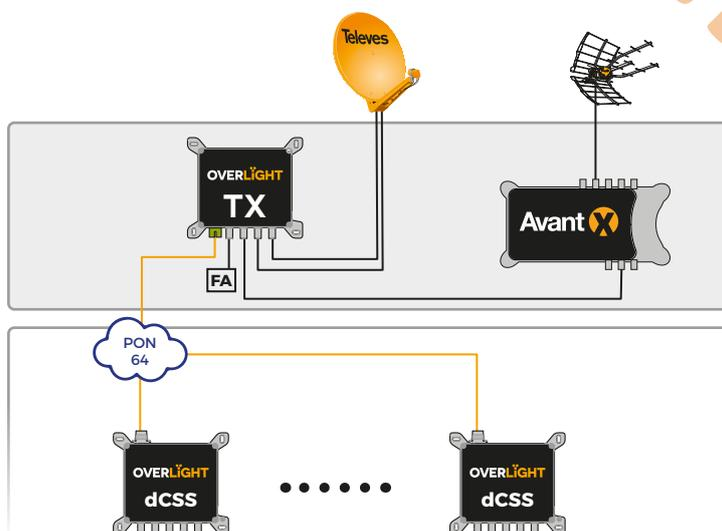 Televes
OVERLiGHT
TX
Avant X
FA
PON
64
OVERLiGHT
dCSS
OVERLiGHT
dCSS